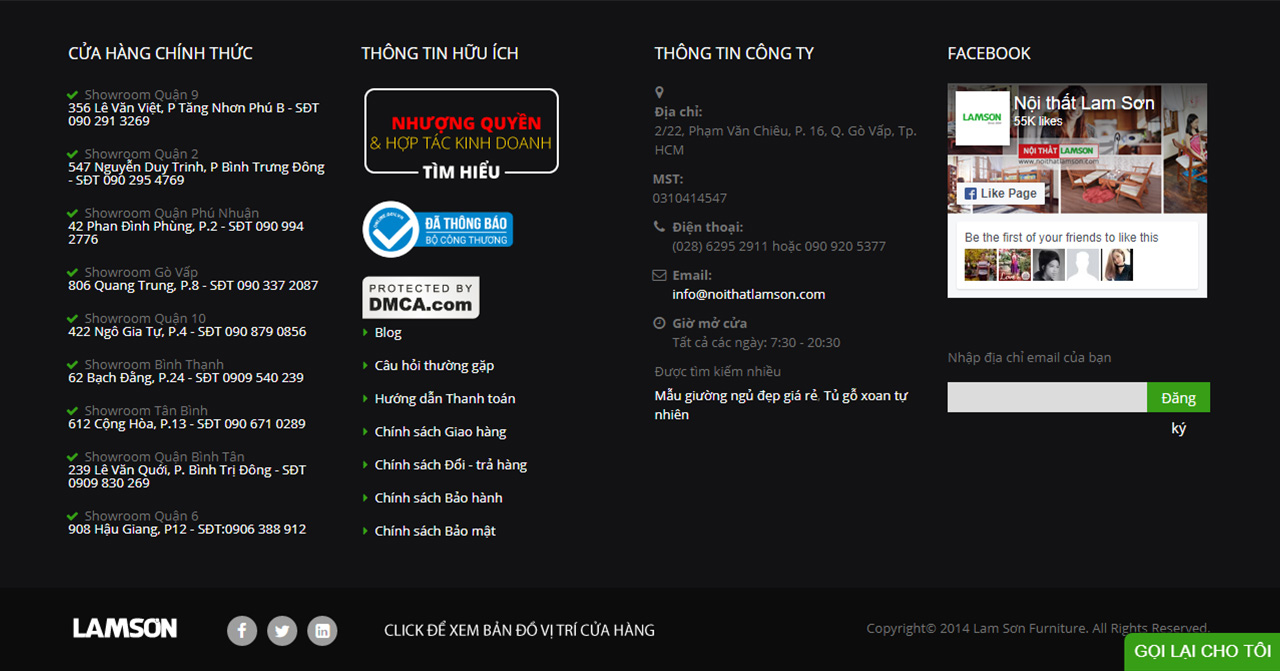 CỬA HÀNG CHÍNH THỨC
Showroom Quận 9
356 Lê Văn Việt, P Tăng Nhơn Phú B - SĐT
090 291 3269
Showroom Quận 2
547 Nguyễn Duy Trinh, P Bình Trưng Đông
- SĐT 090 295 4769
Showroom Quận Phú Nhuận
42 Phan Đình Phùng, P.2 - SĐT 090 994
2776
Showroom Gò Vấp
806 Quang Trung, P.8 - SĐT 090 337 2087
Showroom Quận 10
422 Ngô Gia Tự, P.4 - SĐT 090 879 0856
Showroom Bình Thạnh
62 Bạch Đằng, P.24 - SĐT 0909 540 239
Showroom Tân Bình
612 Cộng Hòa, P.13 - SĐT 090 671 0289
Showroom Quận Bình Tân
239 Lê Văn Quới, P. Bình Trị Đông - SĐT
0909 830 269
Showroom Quận 6
908 Hậu Giang, P12 - SĐT:0906 388 912
THÔNG TIN HỮU ÍCH
NHƯỢNG QUYỀN
& HỢP TÁC KINH DOANH
TÌM HIỂU
ONLINE.GOV.VN
ĐÃ THÔNG BÁO
BỘ CÔNG THƯƠNG
PROTECTED BY
DMCA.com
Blog
Câu hỏi thường gặp
Hướng dẫn Thanh toán
Chính sách Giao hàng
Chính sách Đổi - trả hàng
Chính sách Bảo hành
Chính sách Bảo mật
THÔNG TIN CÔNG TY
Địa chỉ:
2/22, Phạm Văn Chiêu, P. 16, Q. Gò Vấp, Tp.
HCM
MST:
0310414547
Điện thoại:
(028) 6295 2911 hoặc 090 920 5377
Email:
info@noithatlamson.com
Giờ mở cửa
Tất cả các ngày: 7:30 - 20:30
Được tìm kiếm nhiều
Mẫu giường ngủ đẹp giá rẻ, Tủ gỗ xoan tự
nhiên
FACEBOOK
LAMSON
Nội thất Lam Sơn
55K likes
NỘI THẤT LAMSON
www.noithatlamson.com
Like Page
Be the first of your friends to like this
Nhập địa chỉ email của bạn
Đăng
ký
LAMSON
CLICK ĐỂ XEM BẢN ĐỒ VỊ TRÍ CỬA HÀNG
Copyright© 2014 Lam Sơn Furniture. All Rights Reserved.
GỌI LẠI CHO TÔI